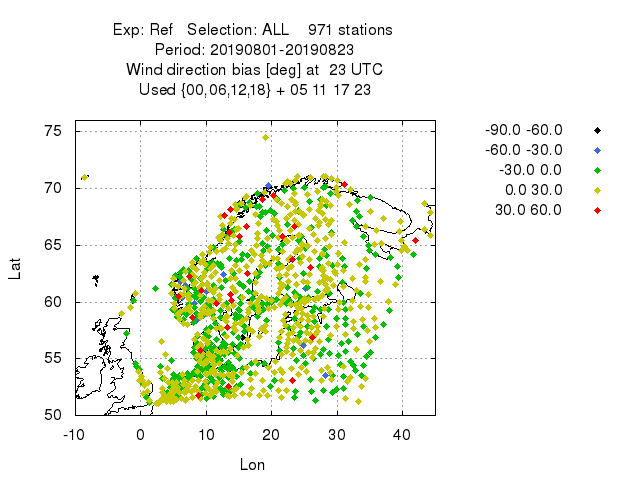 Exp: Ref   Selection: ALL    971 stations
Period: 20190801-20190823
Wind direction bias [deg] at  23 UTC
Used {00,06,12,18} + 05 11 17 23
-90.0 -60.0
-60.0 -30.0
-30.0 0.0
0.0 30.0
30.0 60.0
75
70
65
60
55
50
Lat
-10 0 10 20 30 40
Lon